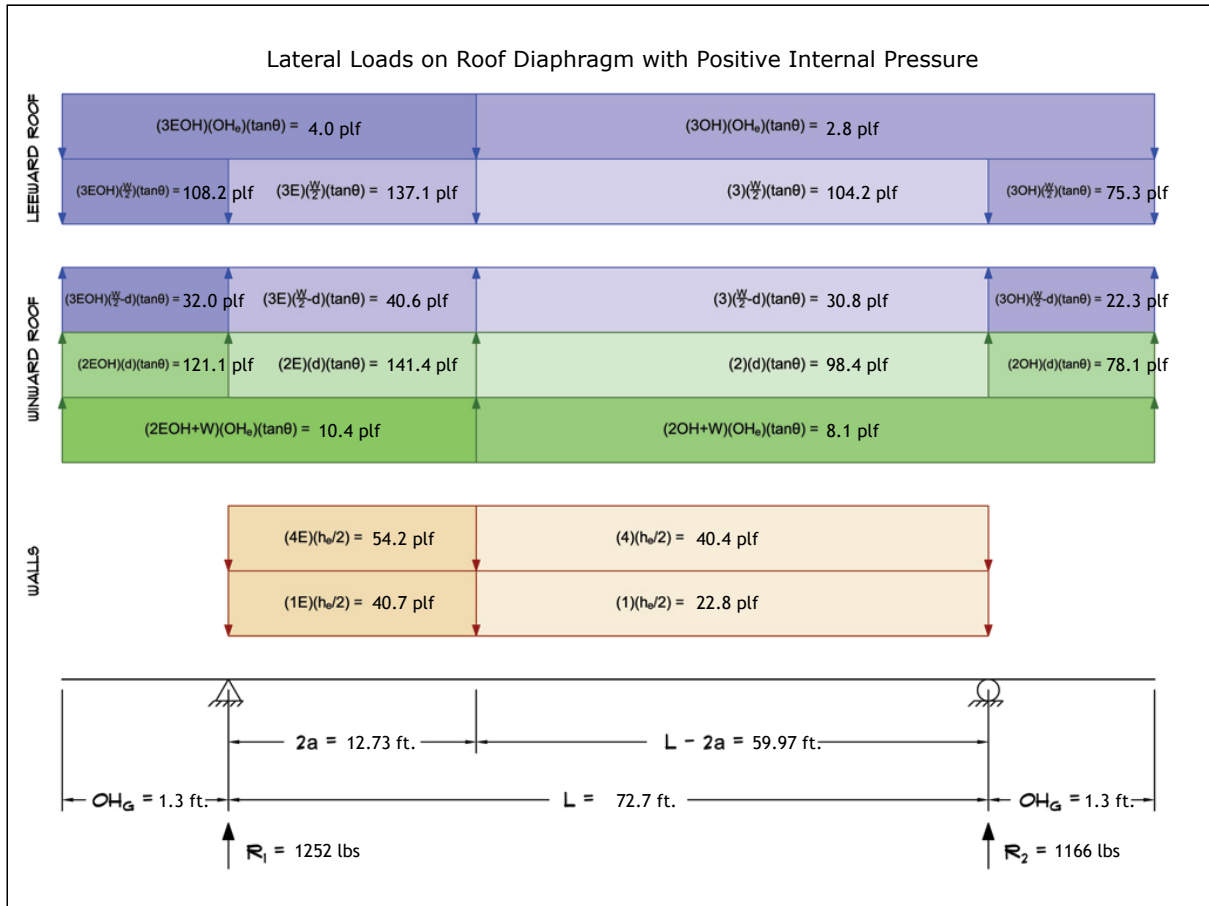 Lateral Loads on Roof Diaphragm with Positive Internal Pressure
LEEWARD ROOF
(3EOH)(OHₑ)(tanθ) = 4.0 plf
(3OH)(OHₑ)(tanθ) = 2.8 plf
(3EOH)(W/2)(tanθ) = 108.2 plf
(3E)(W/2)(tanθ) = 137.1 plf
(3)(W/2)(tanθ) = 104.2 plf
(3OH)(W/2)(tanθ) = 75.3 plf
WINWARD ROOF
(3EOH)(W/2-d)(tanθ) = 32.0 plf
(3E)(W/2-d)(tanθ) = 40.6 plf
(3)(W/2-d)(tanθ) = 30.8 plf
(3OH)(W/2-d)(tanθ) = 22.3 plf
(2EOH)(d)(tanθ) = 121.1 plf
(2E)(d)(tanθ) = 141.4 plf
(2)(d)(tanθ) = 98.4 plf
(2OH)(d)(tanθ) = 78.1 plf
(2EOH+W)(OHₑ)(tanθ) = 10.4 plf
(2OH+W)(OHₑ)(tanθ) = 8.1 plf
WALLS
(4E)(hₑ/2) = 54.2 plf
(4)(hₑ/2) = 40.4 plf
(1E)(hₑ/2) = 40.7 plf
(1)(hₑ/2) = 22.8 plf
2a = 12.73 ft.
L - 2a = 59.97 ft.
OHG = 1.3 ft.
L = 72.7 ft.
OHG = 1.3 ft.
R₁ = 1252 lbs
R₂ = 1166 lbs